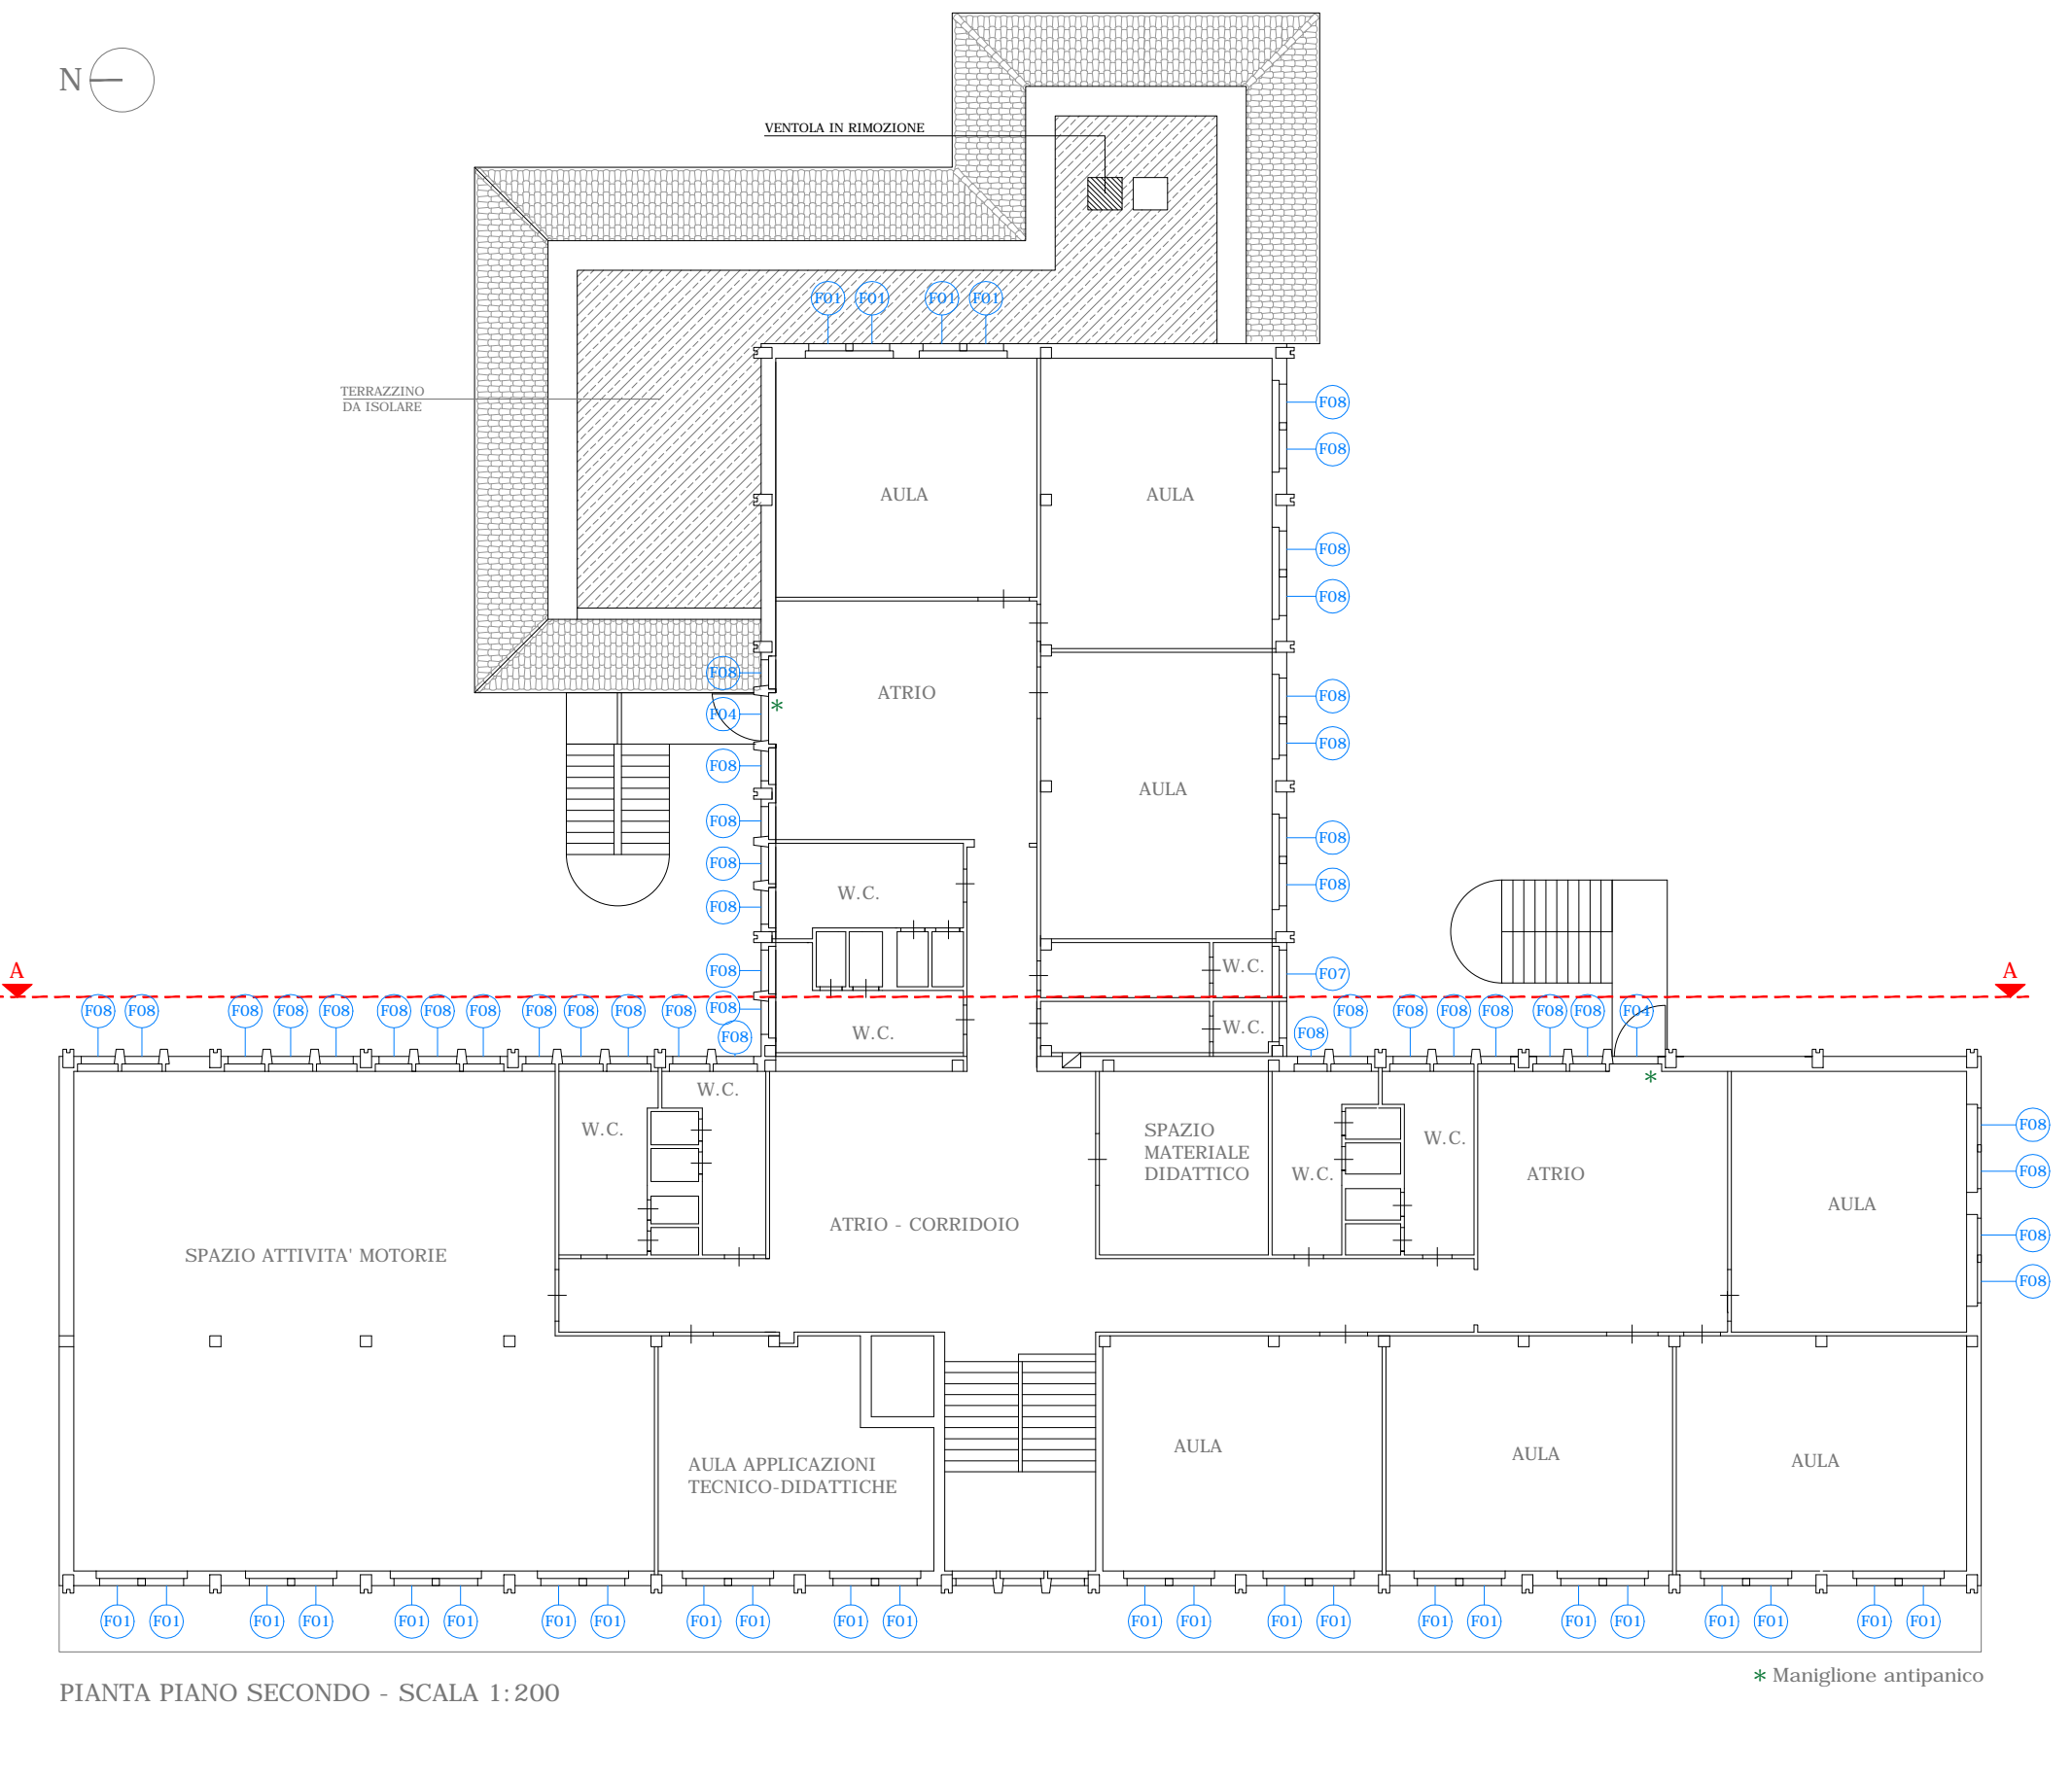 N
VENTOLA IN RIMOZIONE
F01 F01 F01 F01
TERRAZZINO
DA ISOLARE
F08
F08
AULA AULA
F08
F08
F08
ATRIO
F08
F04 *
F08
F08
AULA
F08
F08
F08
F08
W.C.
F08
F08
W.C.
A
F08
F07
A
F08 F08 F08 F08 F08 F08 F08 F08 F08 F08 F08 F08 F08
F08 F08 F08 F08 F08 F08 F08 F04
W.C.
W.C.
F08
F08
*
W.C.
W.C.
SPAZIO
MATERIALE
DIDATTICO
W.C.
W.C.
ATRIO
F08
F08
AULA
ATRIO - CORRIDOIO
F08
F08
SPAZIO ATTIVITA' MOTORIE
AULA
AULA
AULA
AULA APPLICAZIONI
TECNICO-DIDATTICHE
F01 F01 F01 F01 F01 F01 F01 F01 F01 F01 F01 F01 F01 F01 F01 F01 F01 F01 F01 F01 F01 F01 F01 F01
* Maniglione antipanico
PIANTA PIANO SECONDO - SCALA 1:200